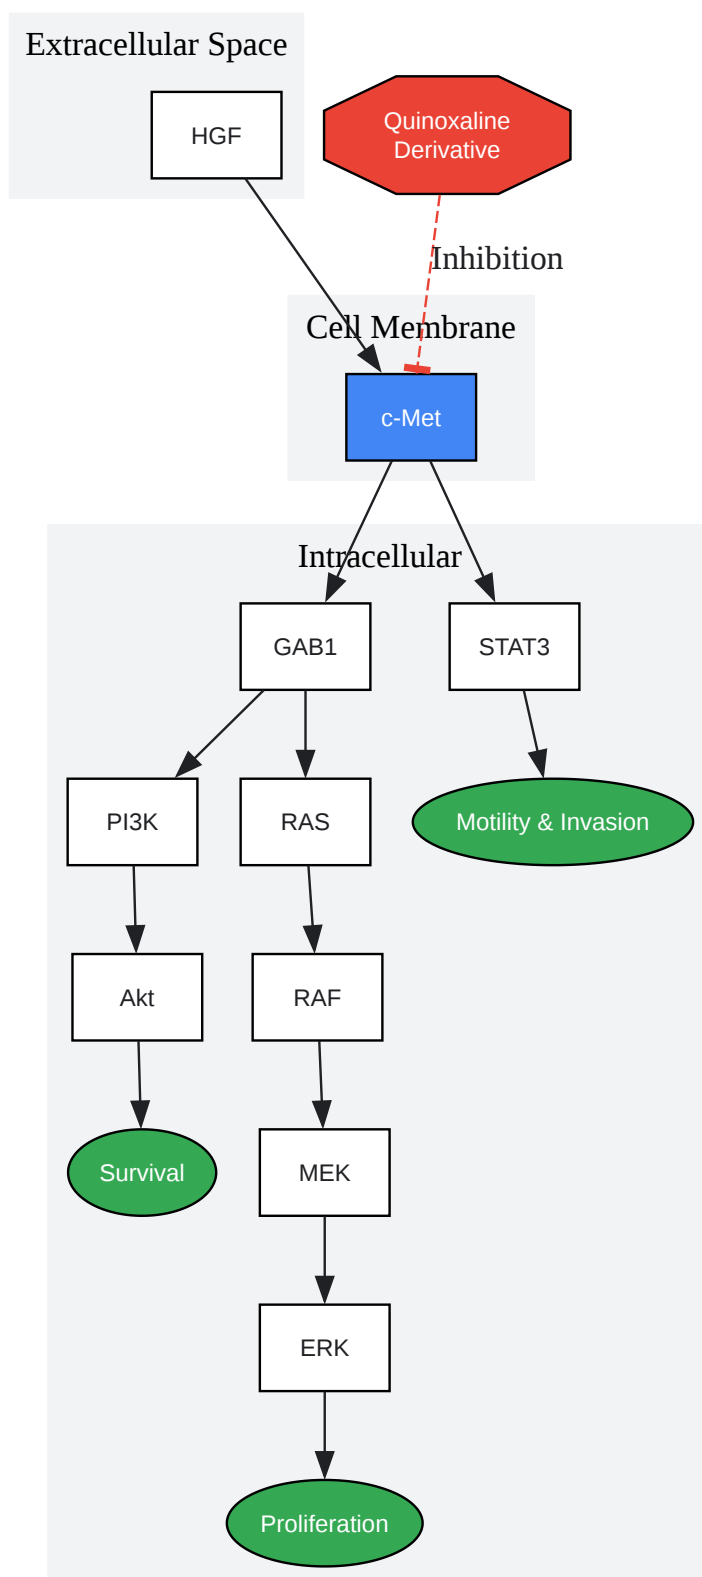 Extracellular Space
HGF
Quinoxaline
Derivative
Inhibition
Cell Membrane
c-Met
Intracellular
GAB1
STAT3
PI3K
RAS
Motility & Invasion
Akt
RAF
Survival
MEK
ERK
Proliferation